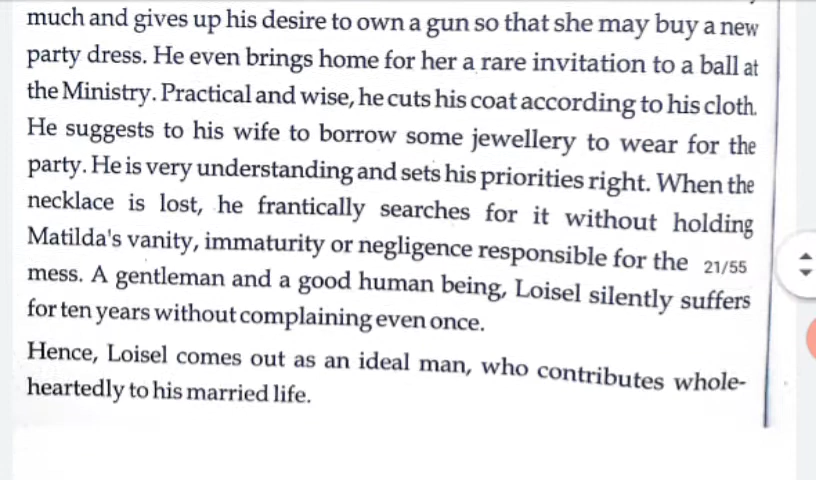 much and gives up his desire to own a gun so that she may buy a new
party dress. He even brings home for her a rare invitation to a ball at
the Ministry. Practical and wise, he cuts his coat according to his cloth.
He suggests to his wife to borrow some jewellery to wear for the
party. He is very understanding and sets his priorities right. When the
necklace is lost, he frantically searches for it without holding
Matilda's vanity, immaturity or negligence responsible for the
21/55
mess. A gentleman and a good human being, Loisel silently suffers
for ten years without complaining even once.
Hence, Loisel comes out as an ideal man, who contributes whole-
heartedly to his married life.